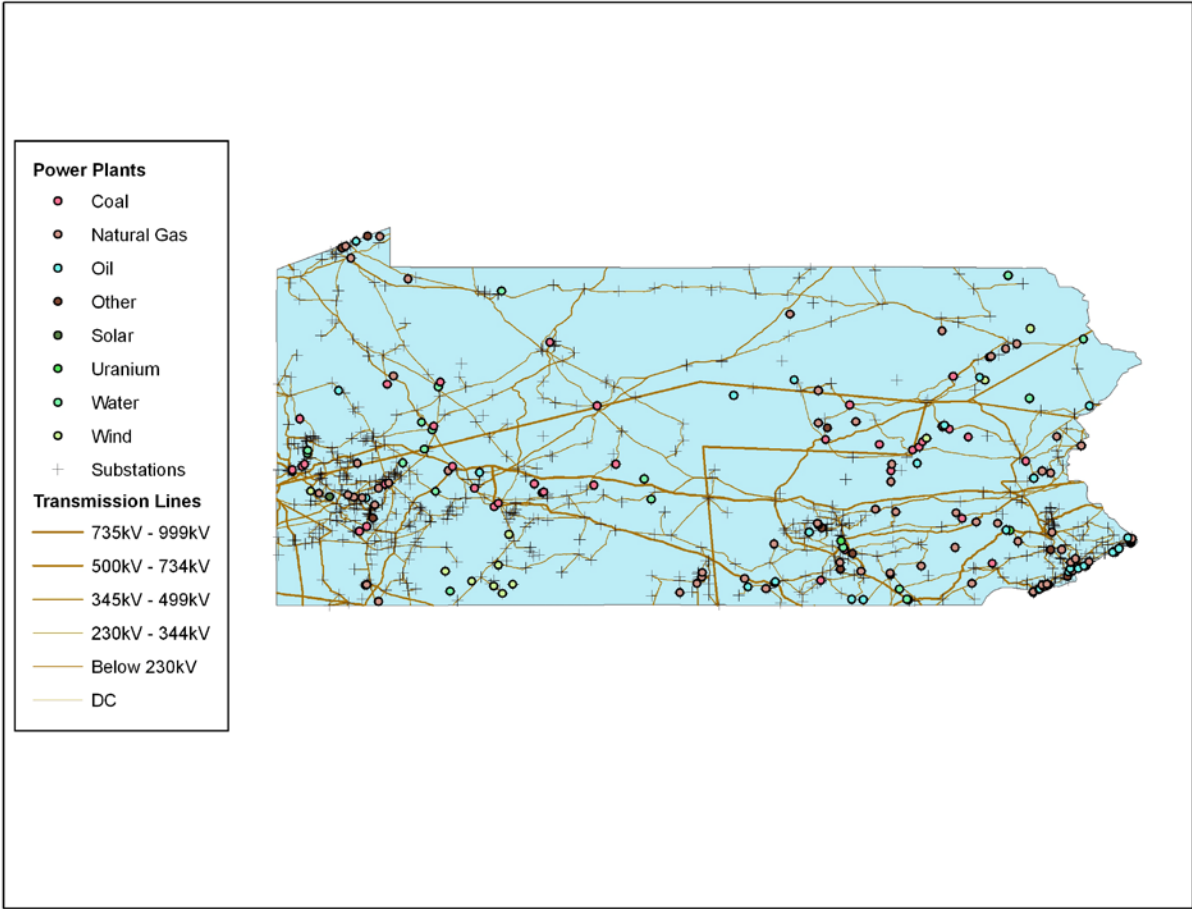 Power Plants
Coal
Natural Gas
Oil
Other
Solar
Uranium
Water
Wind
Substations
Transmission Lines
735kV - 999kV
500kV - 734kV
345kV - 499kV
230kV - 344kV
Below 230kV
DC